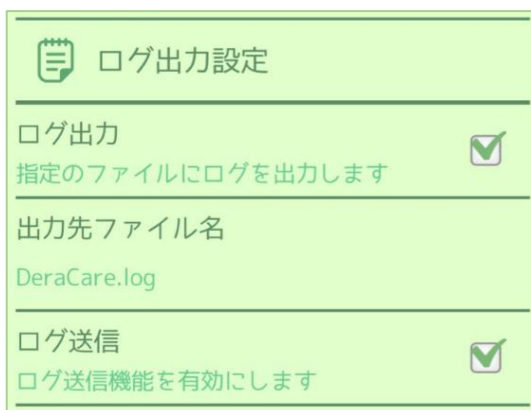 ログ出力設定
ログ出力
指定のファイルにログを出力します
出力先ファイル名
DeraCare.log
ログ送信
ログ送信機能を有効にします